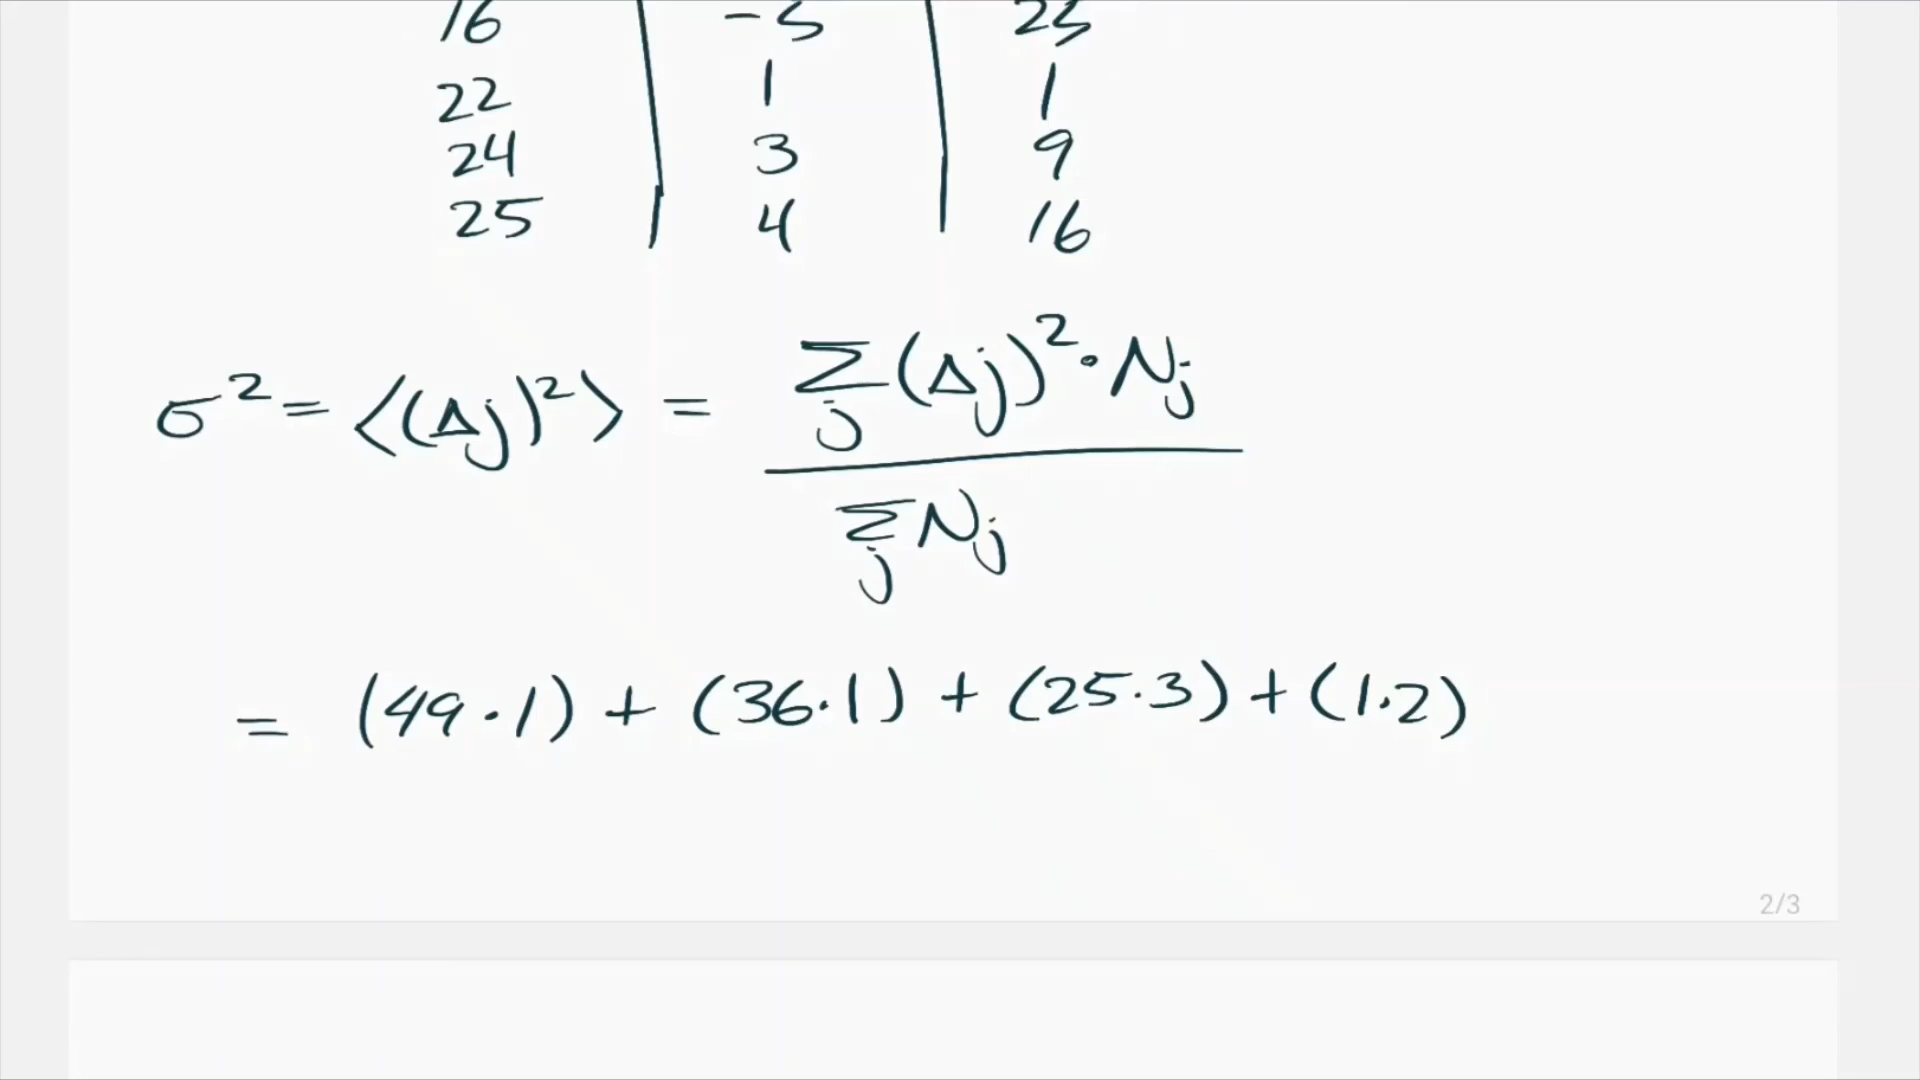 16 | -5 | 25
22 | 1 | 1
24 | 3 | 9
25 | 4 | 16
σ² = ⟨(Δj)²⟩ = Σⱼ (Δj)² · Nⱼ / Σⱼ Nⱼ
= (49·1) + (36·1) + (25·3) + (1·2)
2/3